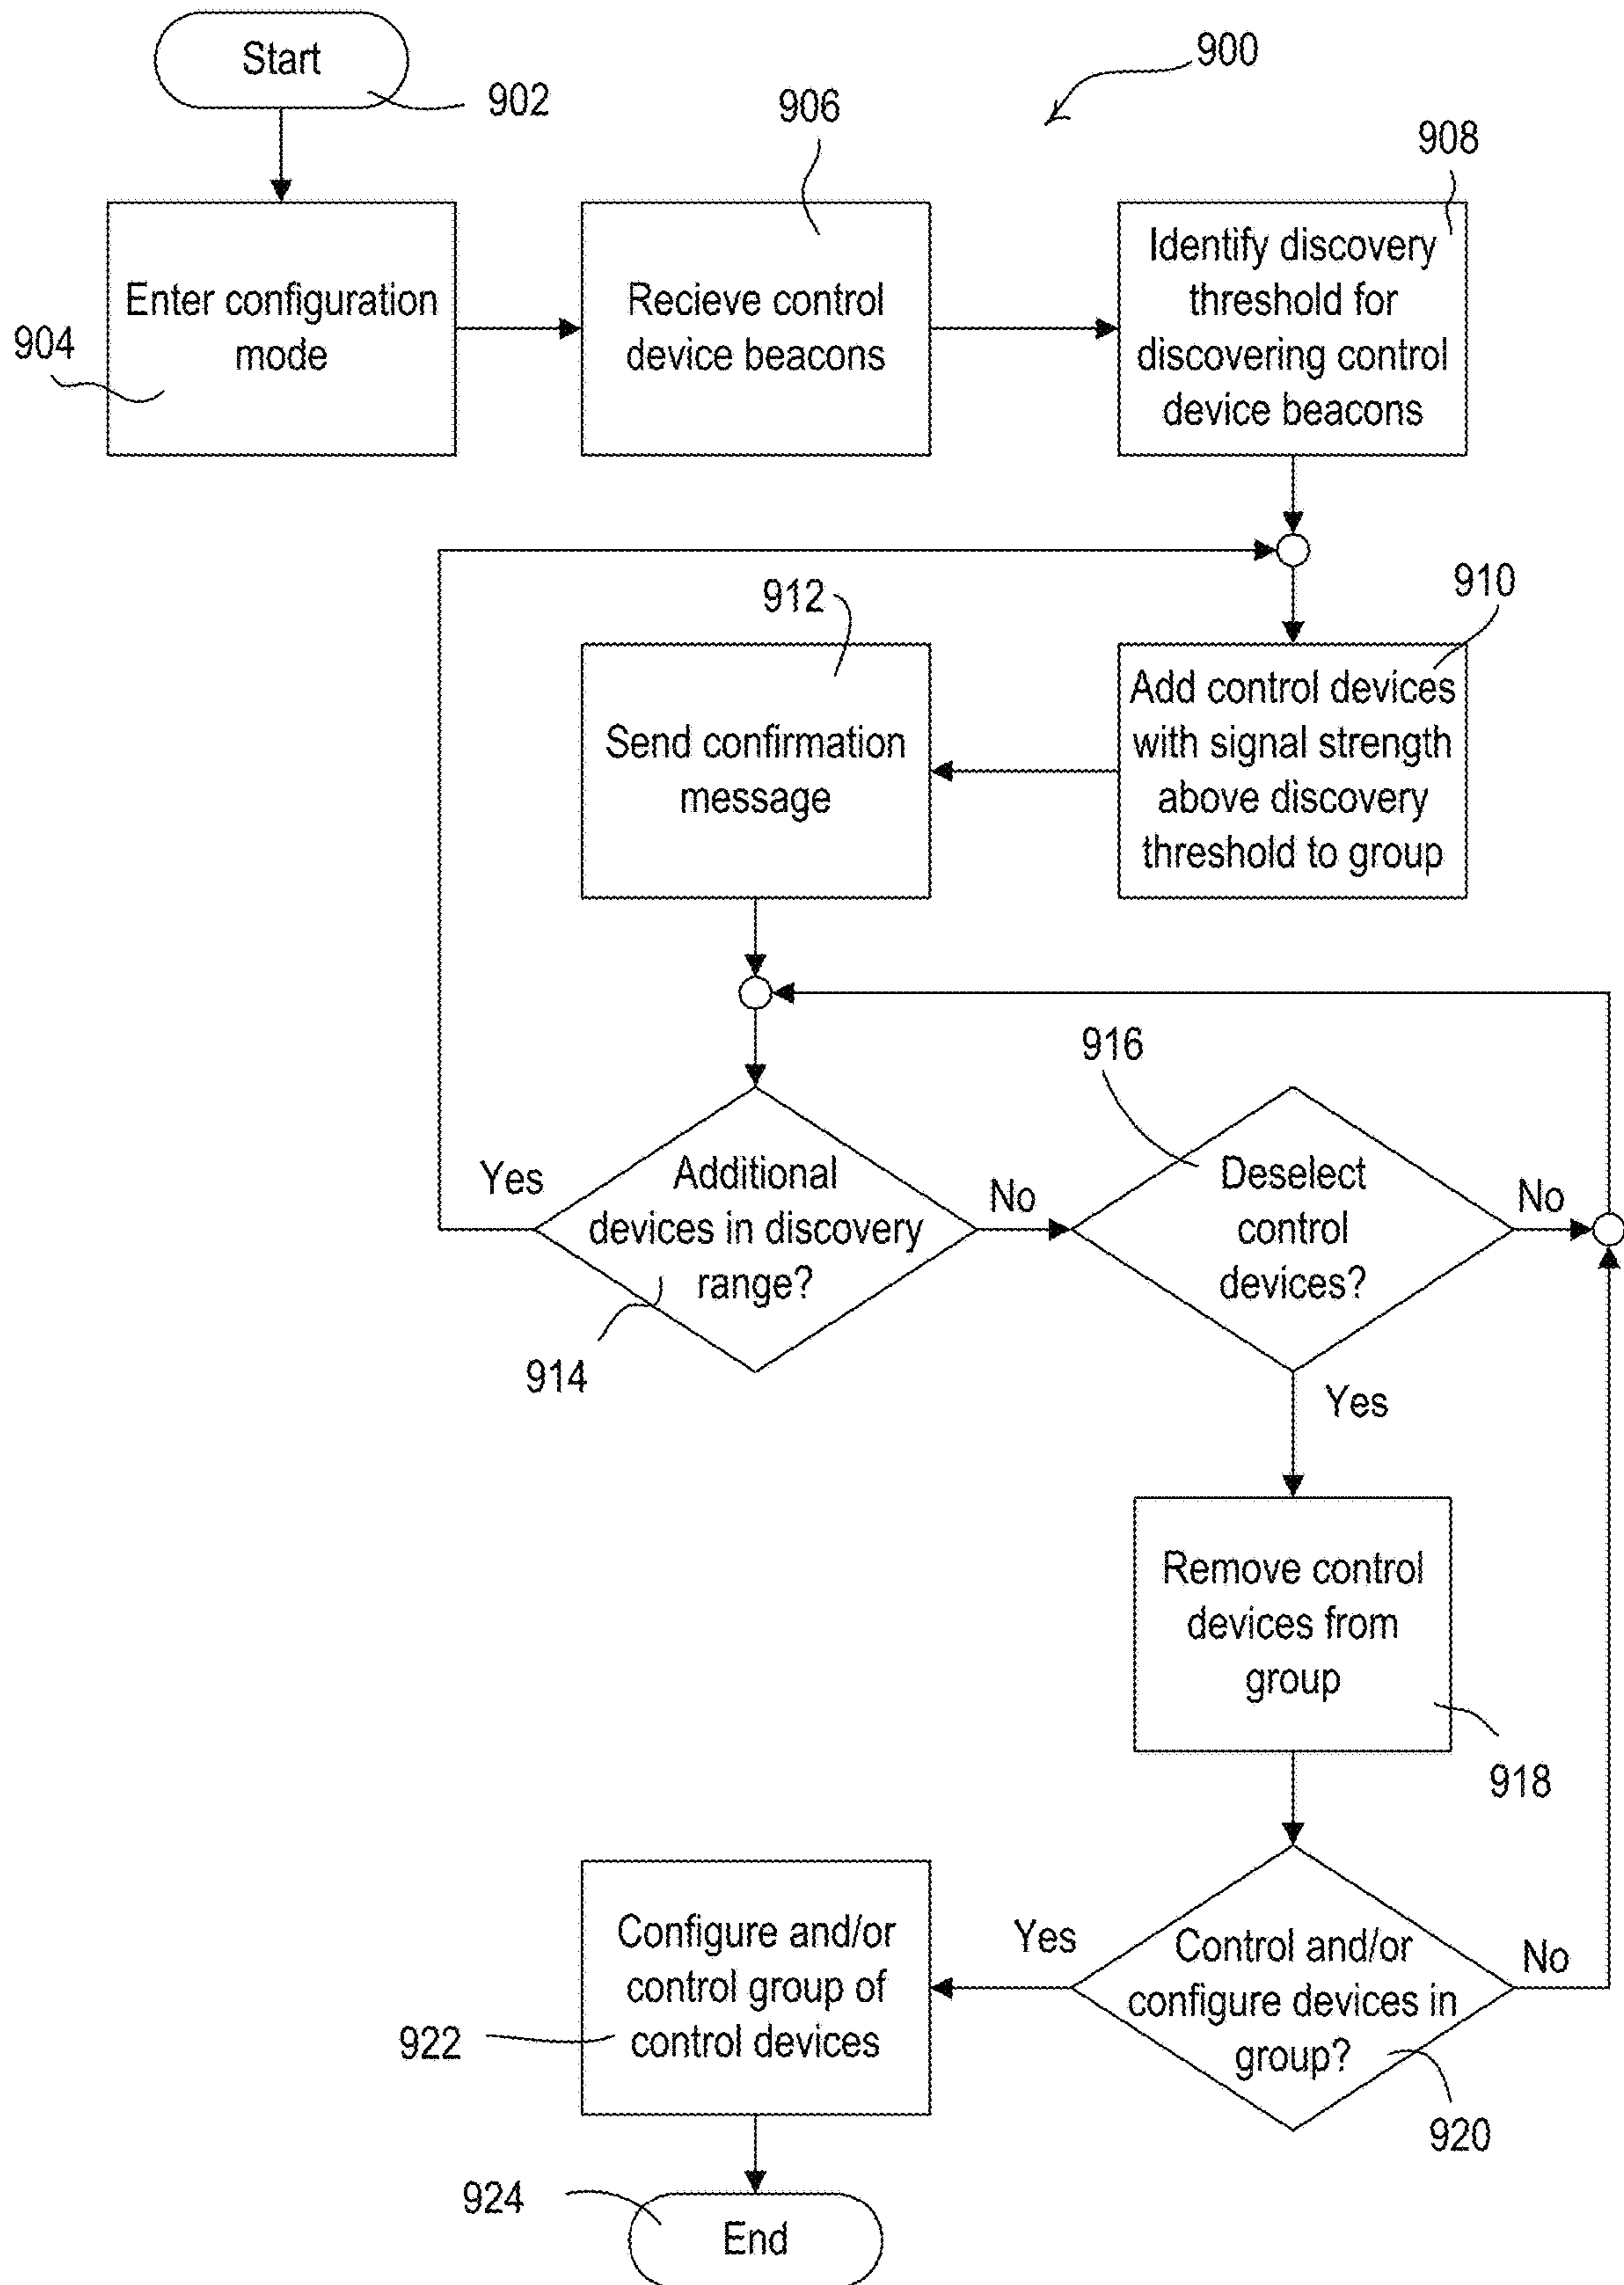 Start
902
900
906
908
Enter configuration
mode
904
Recieve control
device beacons
Identify discovery
threshold for
discovering control
device beacons
912
910
Send confirmation
message
Add control devices
with signal strength
above discovery
threshold to group
916
Yes
Additional
devices in discovery
range?
No
Deselect
control
devices?
No
914
Yes
Remove control
devices from
group
918
Configure and/or
control group of
control devices
922
Yes
Control and/or
configure devices in
group?
No
920
924
End